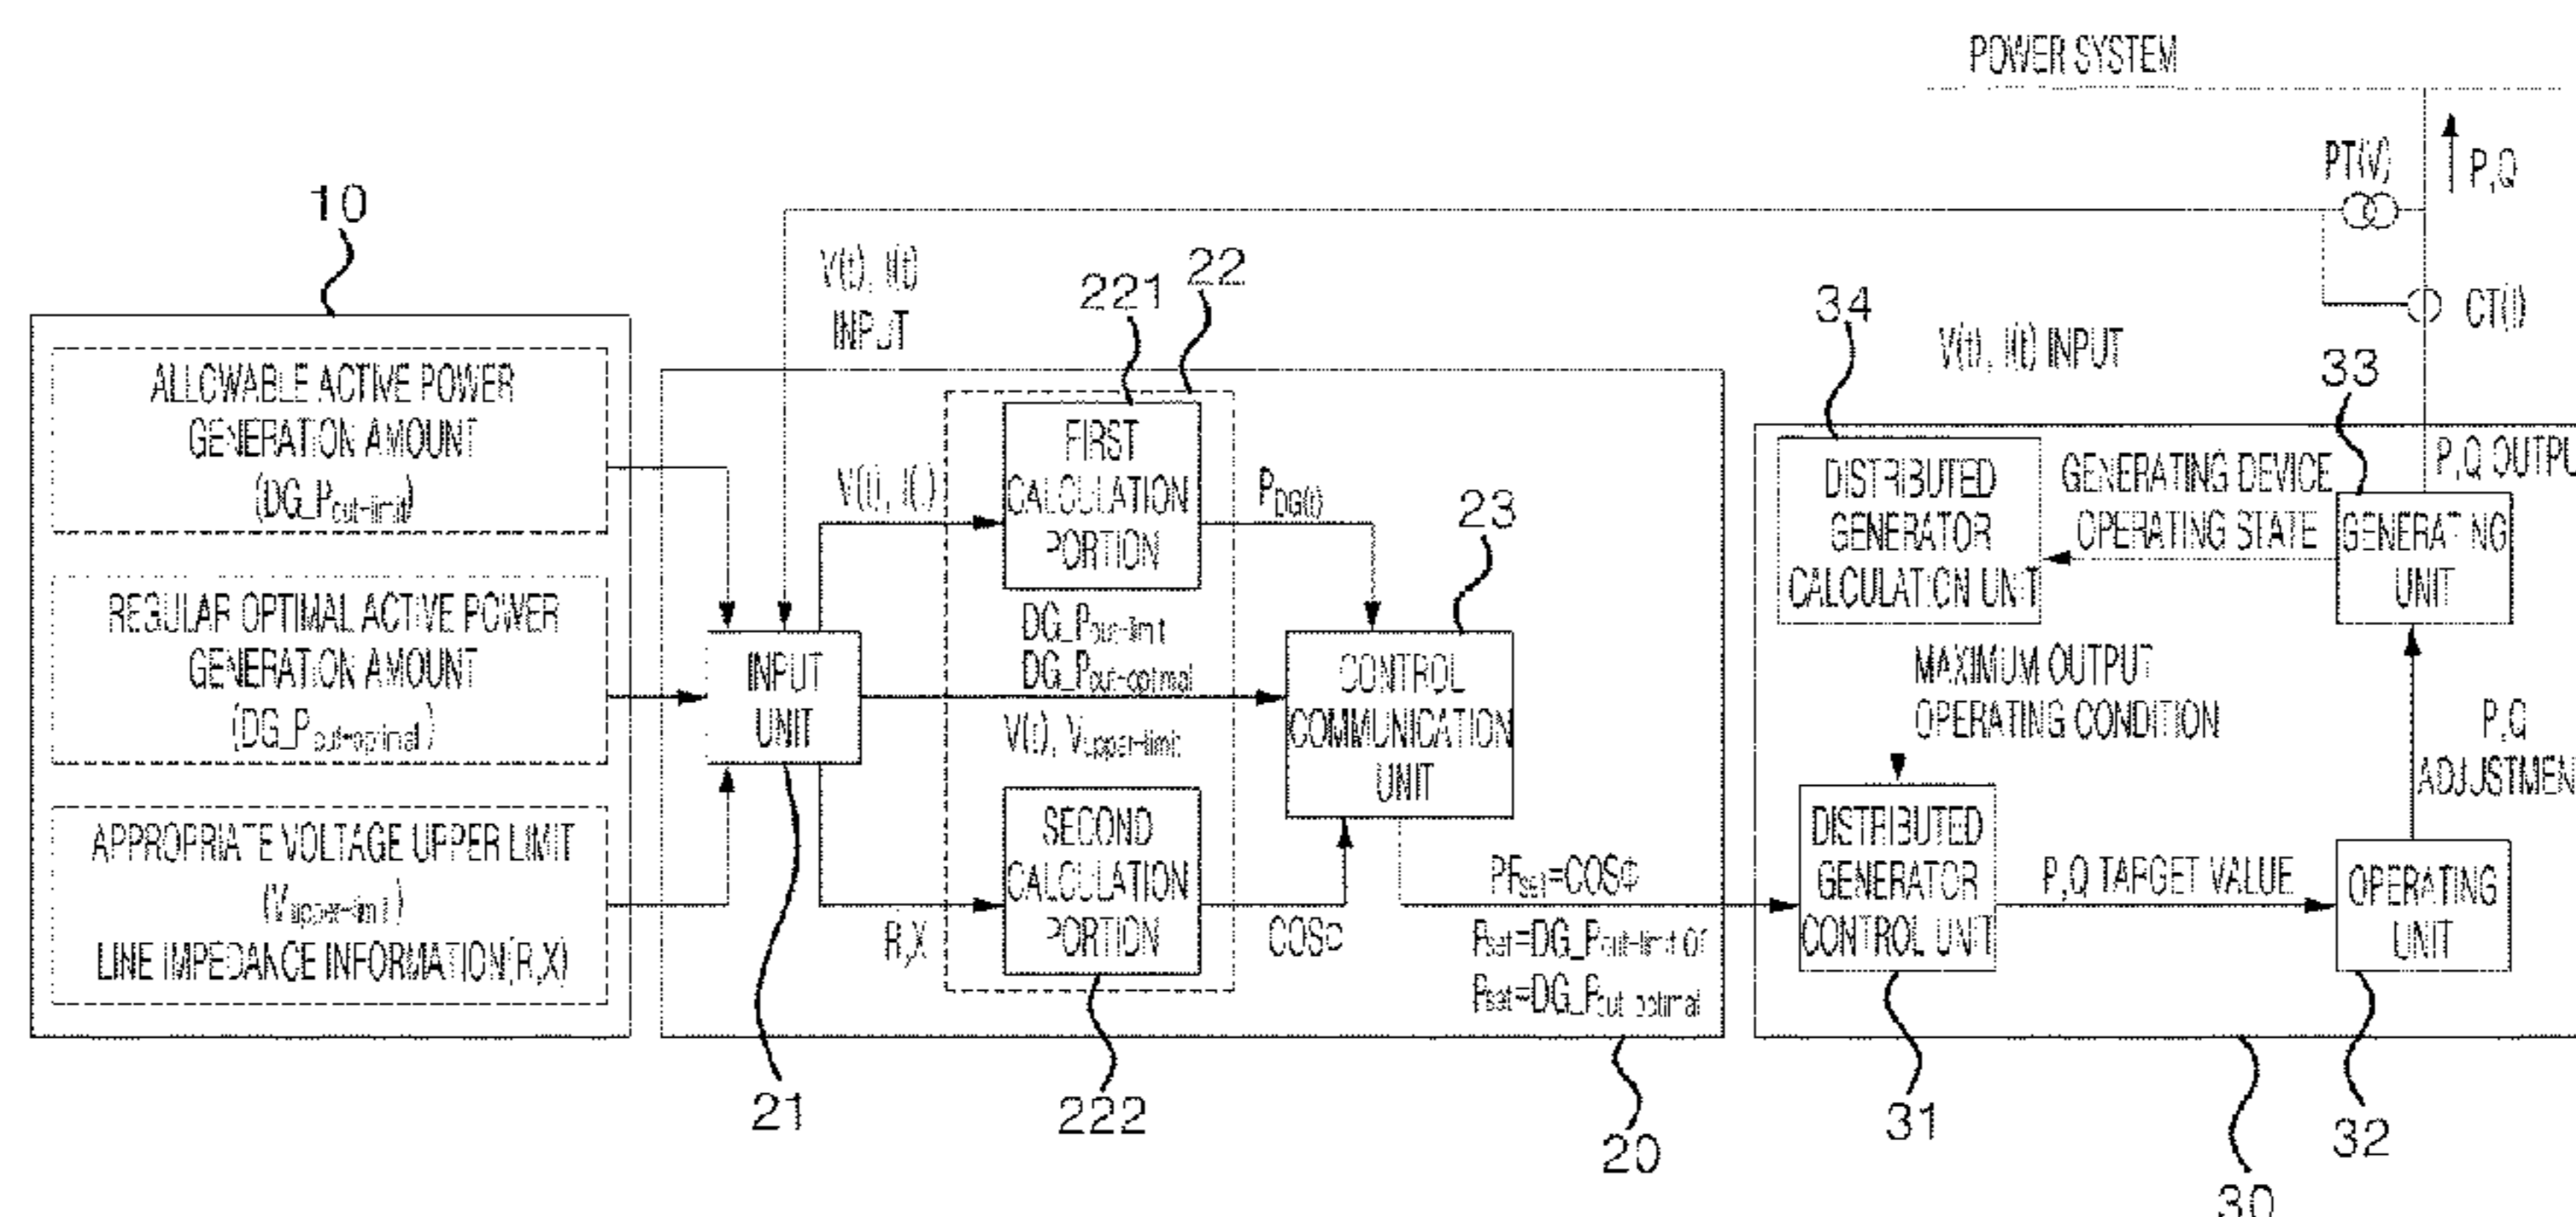 POWER SYSTEM
PT(V)
P,Q
CT(I)
10
V(t), I(t)
INPUT
221
22
34
V(t), I(t) INPUT
33
ALLOWABLE ACTIVE POWER
GENERATION AMOUNT
(DG_Pout-limit)
REGULAR OPTIMAL ACTIVE POWER
GENERATION AMOUNT
(DG_Pout-optimal)
APPROPRIATE VOLTAGE UPPER LIMIT
(Vupper-limit)
LINE IMPEDANCE INFORMATION(R,X)
INPUT
UNIT
21
V(t), I(t)
FIRST
CALCULATION
PORTION
PDG(t)
23
DG_Pout-limit
DG_Pout-optimal
V(t), Vupper-limit
CONTROL
COMMUNICATION
UNIT
R,X
SECOND
CALCULATION
PORTION
COSΦ
222
PFset=COSΦ
Pset=DG_Pout-limit or
Pset=DG_Pout-optimal
20
DISTRIBUTED
GENERATOR
CALCULATION UNIT
GENERATING DEVICE
OPERATING STATE
P,Q OUTPU
GENERATING
UNIT
MAXIMUM OUTPUT
OPERATING CONDITION
P,Q
ADJUSTMEN
DISTRIBUTED
GENERATOR
CONTROL UNIT
P,Q TARGET VALUE
OPERATING
UNIT
31
32
30